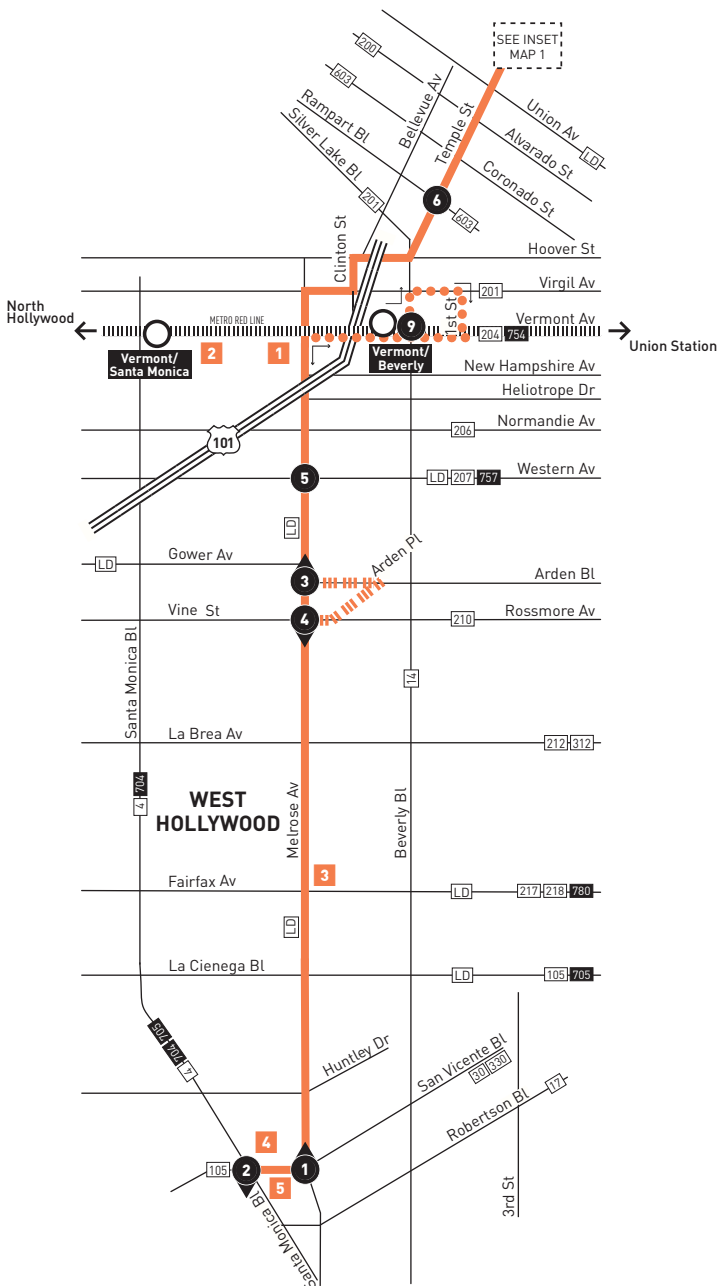 SEE INSET
MAP 1
200
603
Bellevue Av
Union Av
LD
Rampart Bl
Silver Lake Bl
Temple St
Alvarado St
Coronado St
201
6
603
Clinton St
Hoover St
Virgil Av
201
1st St
North
Hollywood
METRO RED LINE
9
Vermont Av
204
754
Union Station
Vermont/
Santa Monica
2
1
Vermont/
Beverly
New Hampshire Av
Heliotrope Dr
Normandie Av
206
101
Western Av
5
LD
207
757
LD
Gower Av
LD
Arden Pl
3
Arden Bl
Vine St
4
210
Rossmore Av
Santa Monica Bl
14
La Brea Av
212
312
704
4
WEST
HOLLYWOOD
Melrose Av
Beverly Bl
3
Fairfax Av
LD
217
218
780
LD
La Cienega Bl
LD
105
705
705
704
4
Huntley Dr
San Vicente Bl
30
330
Robertson Bl
17
4
105
2
1
5
Santa Monica Bl
3rd St